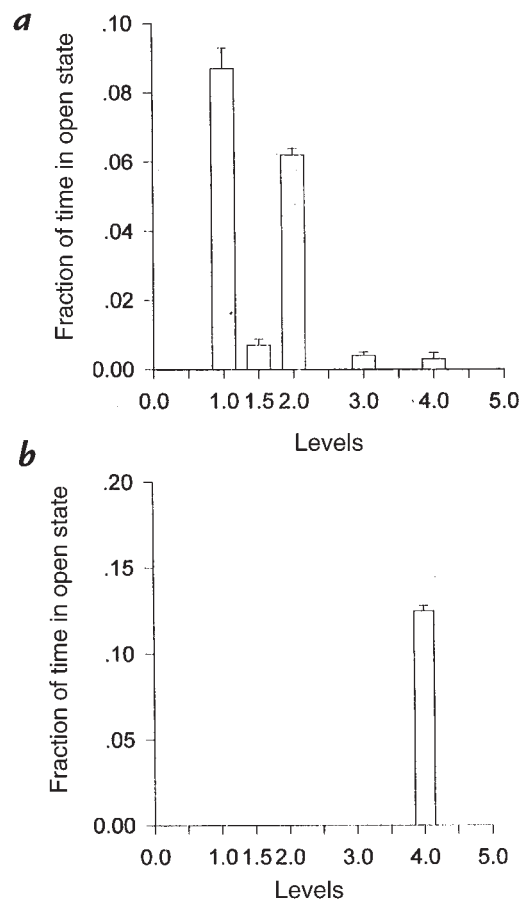 a
Fraction of time in open state
.10
.08
.06
.04
.02
0.00
0.0 1.0 1.5 2.0 3.0 4.0 5.0
Levels
b
Fraction of time in open state
.20
.15
.10
.05
0.00
0.0 1.0 1.5 2.0 3.0 4.0 5.0
Levels